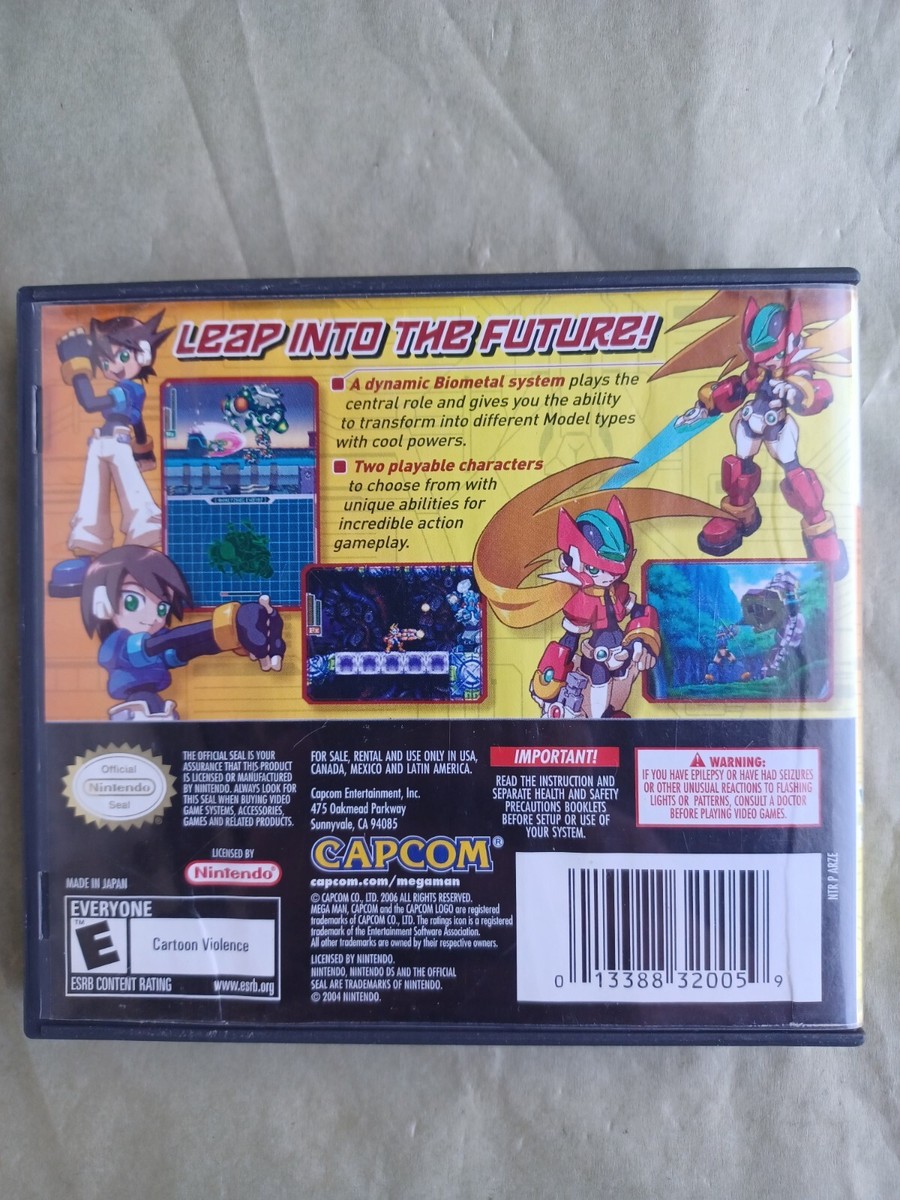 LEAP INTO THE FUTURE!
A dynamic Biometal system plays the
central role and gives you the ability
to transform into different Model types
with cool powers.
Two playable characters
to choose from with
unique abilities for
incredible action
gameplay.
Official
Nintendo
Seal
THE OFFICIAL SEAL IS YOUR
ASSURANCE THAT THIS PRODUCT
IS LICENSED OR MANUFACTURED
BY NINTENDO. ALWAYS LOOK FOR
THIS SEAL WHEN BUYING VIDEO
GAME SYSTEMS, ACCESSORIES,
GAMES AND RELATED PRODUCTS.
LICENSED BY
Nintendo®
MADE IN JAPAN
EVERYONE
E
TM
Cartoon Violence
ESRB CONTENT RATING www.esrb.org
FOR SALE, RENTAL AND USE ONLY IN USA,
CANADA, MEXICO AND LATIN AMERICA.
Capcom Entertainment, Inc.
475 Oakmead Parkway
Sunnyvale, CA 94085
CAPCOM®
capcom.com/megaman
© CAPCOM CO., LTD. 2006 ALL RIGHTS RESERVED.
MEGA MAN, CAPCOM and the CAPCOM LOGO are registered
trademarks of CAPCOM CO., LTD. The ratings icon is a registered
trademark of the Entertainment Software Association.
All other trademarks are owned by their respective owners.
LICENSED BY NINTENDO.
NINTENDO, NINTENDO DS AND THE OFFICIAL
SEAL ARE TRADEMARKS OF NINTENDO.
© 2004 NINTENDO.
IMPORTANT!
READ THE INSTRUCTION AND
SEPARATE HEALTH AND SAFETY
PRECAUTIONS BOOKLETS
BEFORE SETUP OR USE OF
YOUR SYSTEM.
WARNING:
IF YOU HAVE EPILEPSY OR HAVE HAD SEIZURES
OR OTHER UNUSUAL REACTIONS TO FLASHING
LIGHTS OR PATTERNS, CONSULT A DOCTOR
BEFORE PLAYING VIDEO GAMES.
NTR P ARZE
0 13388 32005 9